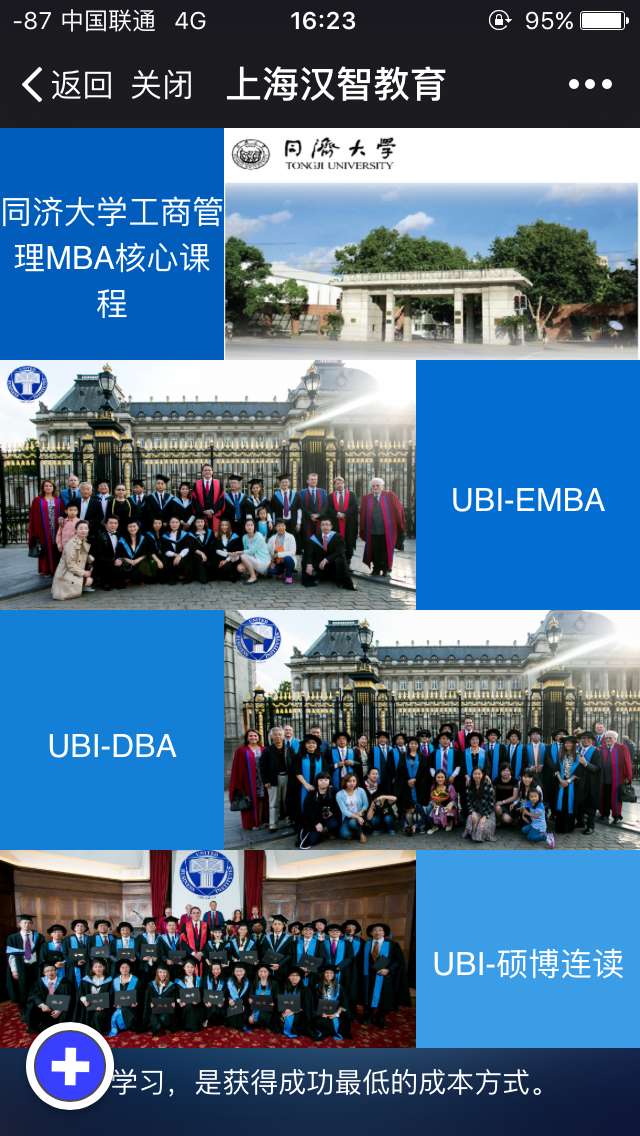 -87 中国联通 4G 16:23 95%
返回 关闭 上海汉智教育
同济大学
TONGJI UNIVERSITY
同济大学工商管
理MBA核心课
程
UBI-EMBA
UBI-DBA
UBI-硕博连读
学习，是获得成功最低的成本方式。